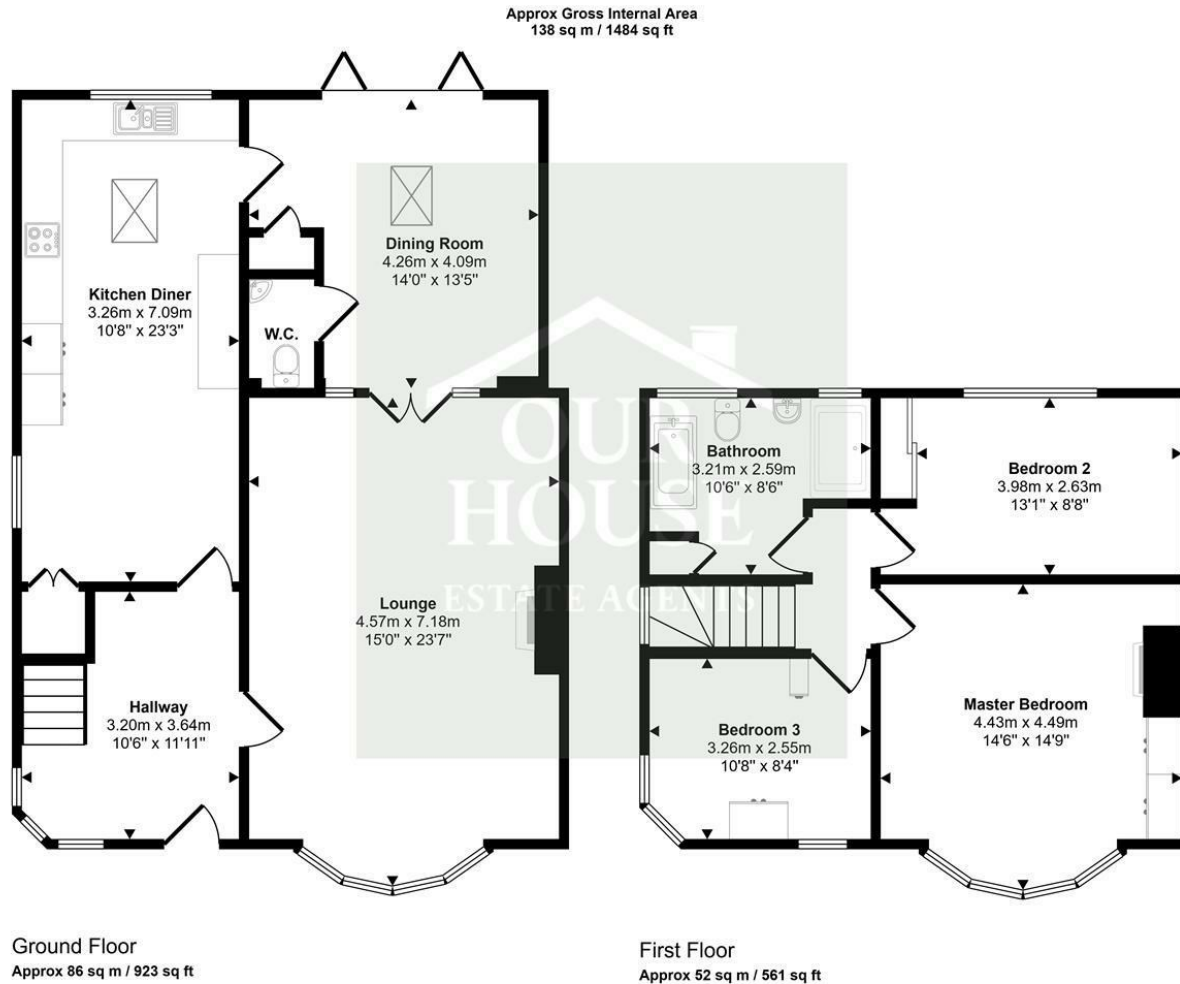 Approx Gross Internal Area
138 sq m / 1484 sq ft
Kitchen Diner
3.26m x 7.09m
10'8" x 23'3"
Dining Room
4.26m x 4.09m
14'0" x 13'5"
W.C.
Lounge
4.57m x 7.18m
15'0" x 23'7"
Hallway
3.20m x 3.64m
10'6" x 11'11"
Bathroom
3.21m x 2.59m
10'6" x 8'6"
Bedroom 2
3.98m x 2.63m
13'1" x 8'8"
Bedroom 3
3.26m x 2.55m
10'8" x 8'4"
Master Bedroom
4.43m x 4.49m
14'6" x 14'9"
OUR
HOUSE
ESTATE AGENTS
Ground Floor
Approx 86 sq m / 923 sq ft
First Floor
Approx 52 sq m / 561 sq ft